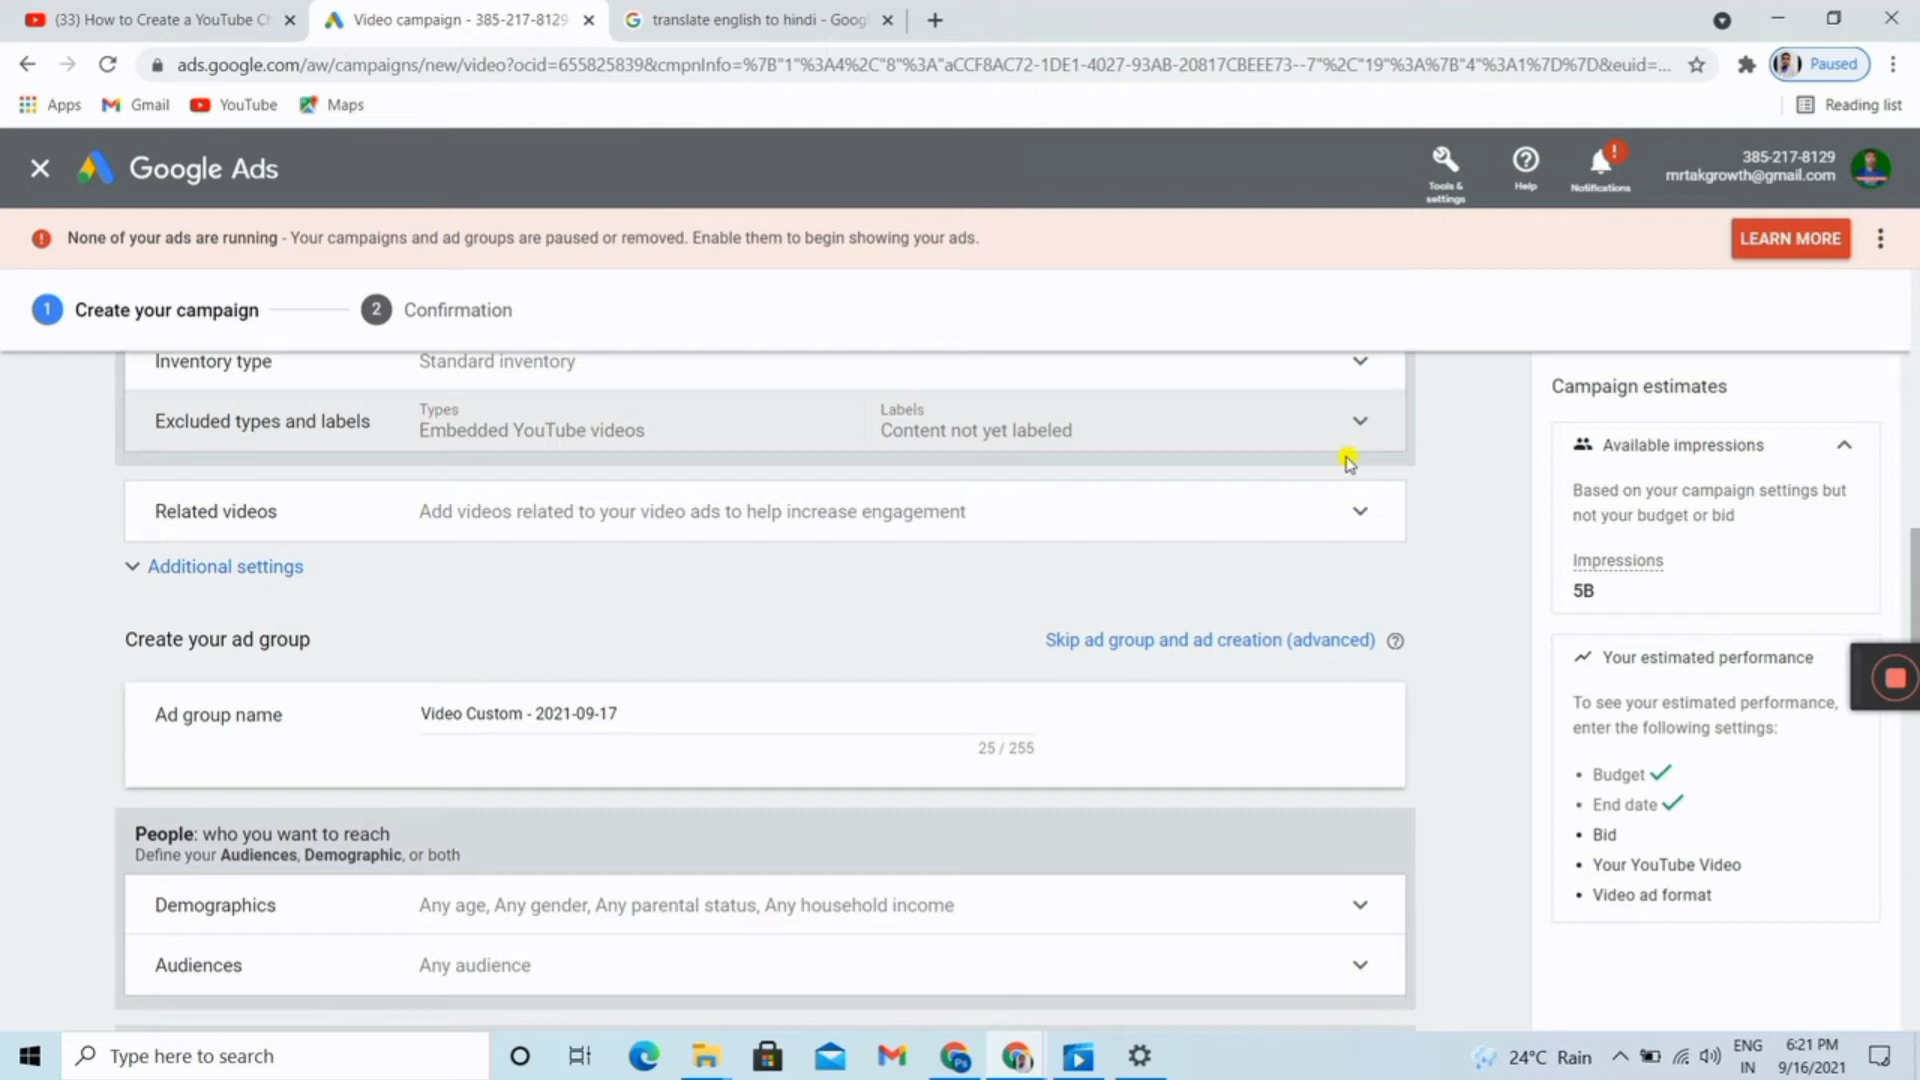 (33) How to Create a YouTube Ch
Video campaign - 385-217-8129
translate english to hindi - Goog
ads.google.com/aw/campaigns/new/video?ocid=655825839&cmpnInfo=%7B"1"%3A4%2C"8"%3A"aCCF8AC72-1DE1-4027-93AB-20817CBEEE73--7"%2C"19"%3A%7B"4"%3A1%7D%7D&euid=...
Paused
Apps
Gmail
YouTube
Maps
Reading list
Google Ads
Tools & settings
Help
Notifications
385-217-8129
mrtakgrowth@gmail.com
None of your ads are running - Your campaigns and ad groups are paused or removed. Enable them to begin showing your ads.
LEARN MORE
1 Create your campaign
2 Confirmation
Inventory type Standard inventory
Excluded types and labels
Types
Embedded YouTube videos
Labels
Content not yet labeled
Related videos Add videos related to your video ads to help increase engagement
Additional settings
Create your ad group
Skip ad group and ad creation (advanced)
Ad group name Video Custom - 2021-09-17
25 / 255
People: who you want to reach
Define your Audiences, Demographic, or both
Demographics Any age, Any gender, Any parental status, Any household income
Audiences Any audience
Campaign estimates
Available impressions
Based on your campaign settings but
not your budget or bid
Impressions
5B
Your estimated performance
To see your estimated performance,
enter the following settings:
• Budget
• End date
• Bid
• Your YouTube Video
• Video ad format
Type here to search
24°C Rain
ENG
IN
6:21 PM
9/16/2021